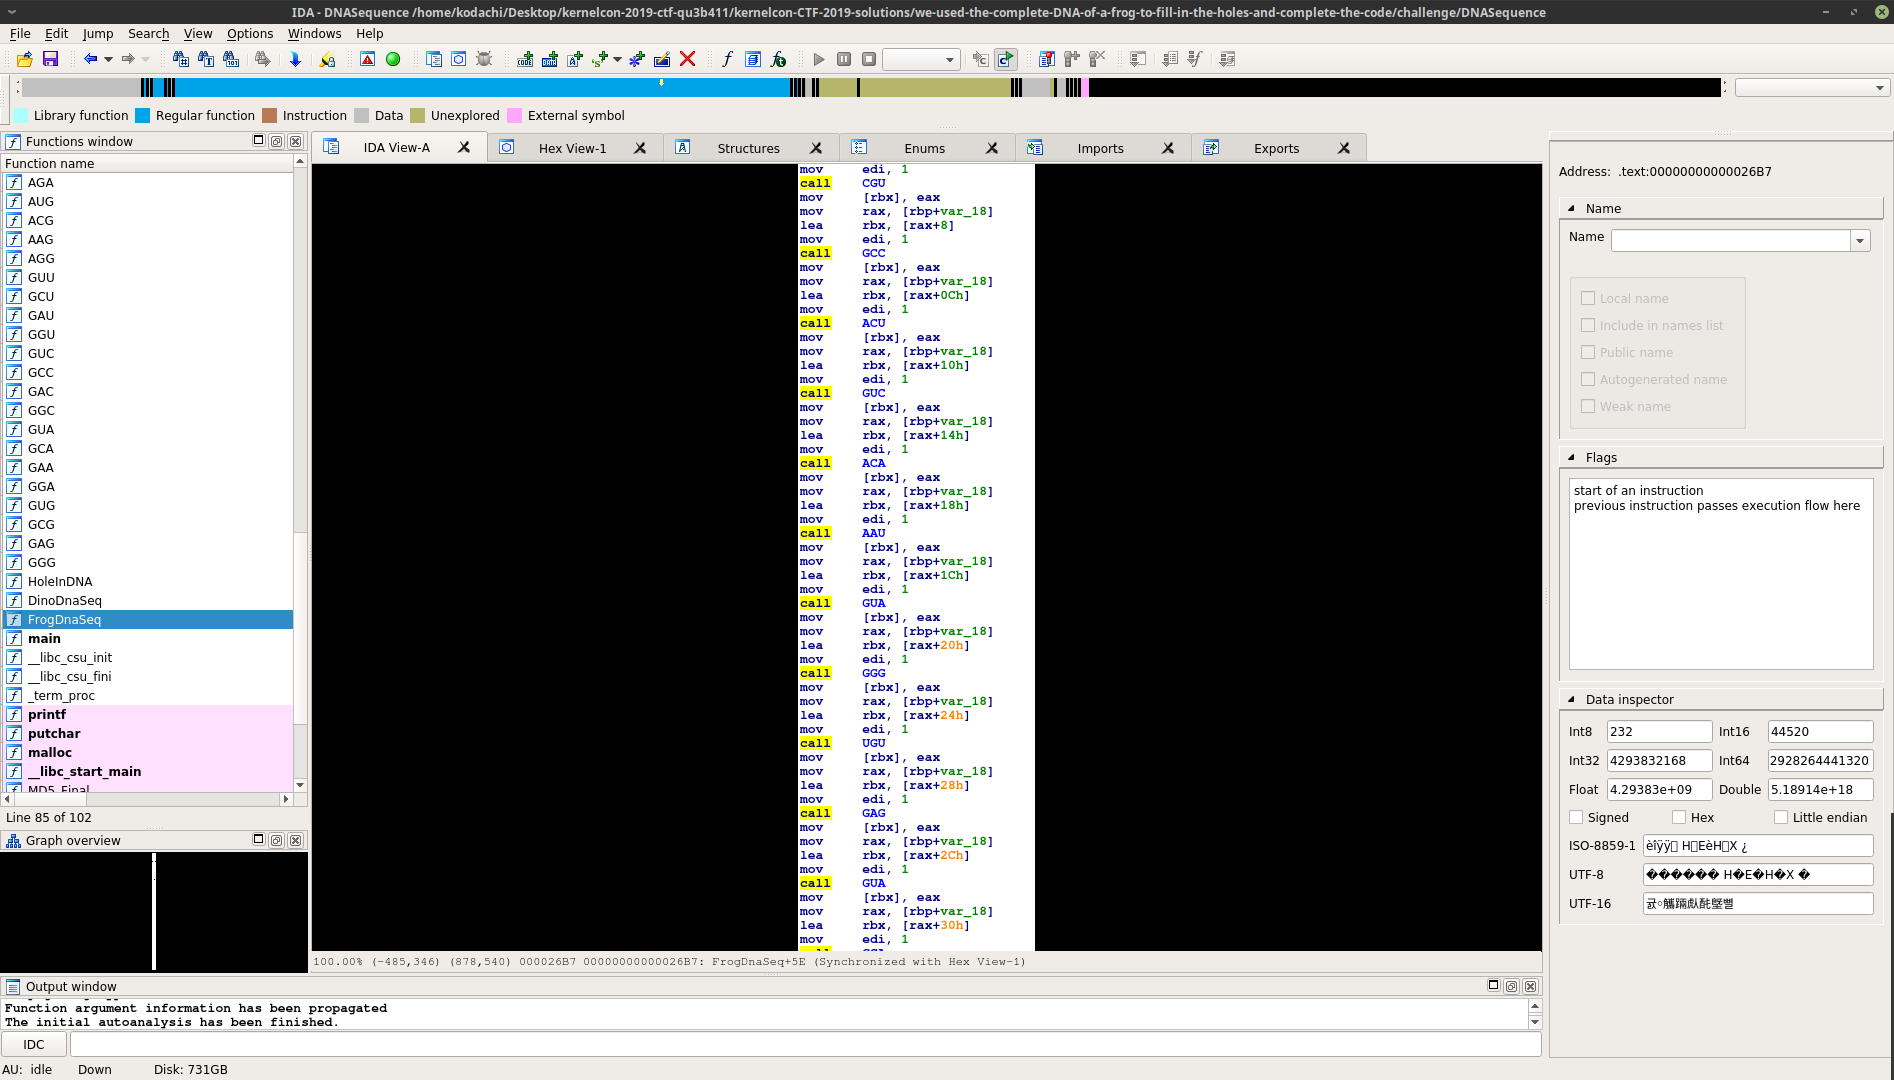 IDA - DNASequence /home/kodachi/Desktop/kernelcon-2019-ctf-qu3b411/kernelcon-CTF-2019-solutions/we-used-the-complete-DNA-of-a-frog-to-fill-in-the-holes-and-complete-the-code/challenge/DNASequence
File Edit Jump Search View Options Windows Help
Library function Regular function Instruction Data Unexplored External symbol
Functions window
Function name
AGA
AUG
ACG
AAG
AGG
GUU
GCU
GAU
GGU
GUC
GCC
GAC
GGC
GUA
GCA
GAA
GGA
GUG
GCG
GAG
GGG
HoleInDNA
DinoDnaSeq
FrogDnaSeq
main
__libc_csu_init
__libc_csu_fini
_term_proc
printf
putchar
malloc
__libc_start_main
MD5_Final
Line 85 of 102
Graph overview
IDA View-A Hex View-1 Structures Enums Imports Exports
mov edi, 1
call CGU
mov [rbx], eax
mov rax, [rbp+var_18]
lea rbx, [rax+8]
mov edi, 1
call GCC
mov [rbx], eax
mov rax, [rbp+var_18]
lea rbx, [rax+0Ch]
mov edi, 1
call ACU
mov [rbx], eax
mov rax, [rbp+var_18]
lea rbx, [rax+10h]
mov edi, 1
call GUC
mov [rbx], eax
mov rax, [rbp+var_18]
lea rbx, [rax+14h]
mov edi, 1
call ACA
mov [rbx], eax
mov rax, [rbp+var_18]
lea rbx, [rax+18h]
mov edi, 1
call AAU
mov [rbx], eax
mov rax, [rbp+var_18]
lea rbx, [rax+1Ch]
mov edi, 1
call GUA
mov [rbx], eax
mov rax, [rbp+var_18]
lea rbx, [rax+20h]
mov edi, 1
call GGG
mov [rbx], eax
mov rax, [rbp+var_18]
lea rbx, [rax+24h]
mov edi, 1
call UGU
mov [rbx], eax
mov rax, [rbp+var_18]
lea rbx, [rax+28h]
mov edi, 1
call GAG
mov [rbx], eax
mov rax, [rbp+var_18]
lea rbx, [rax+2Ch]
mov edi, 1
call GUA
mov [rbx], eax
mov rax, [rbp+var_18]
lea rbx, [rax+30h]
mov edi, 1
100.00% (-485,346) (878,540) 000026B7 00000000000026B7: FrogDnaSeq+5E (Synchronized with Hex View-1)
Output window
Function argument information has been propagated
The initial autoanalysis has been finished.
IDC
AU: idle Down Disk: 731GB
Address: .text:00000000000026B7
Name
Name
Local name
Include in names list
Public name
Autogenerated name
Weak name
Flags
start of an instruction
previous instruction passes execution flow here
Data inspector
Int8 232 Int16 44520
Int32 4293832168 Int64 2928264441320
Float 4.29383e+09 Double 5.18914e+18
Signed Hex Little endian
ISO-8859-1
UTF-8
UTF-16